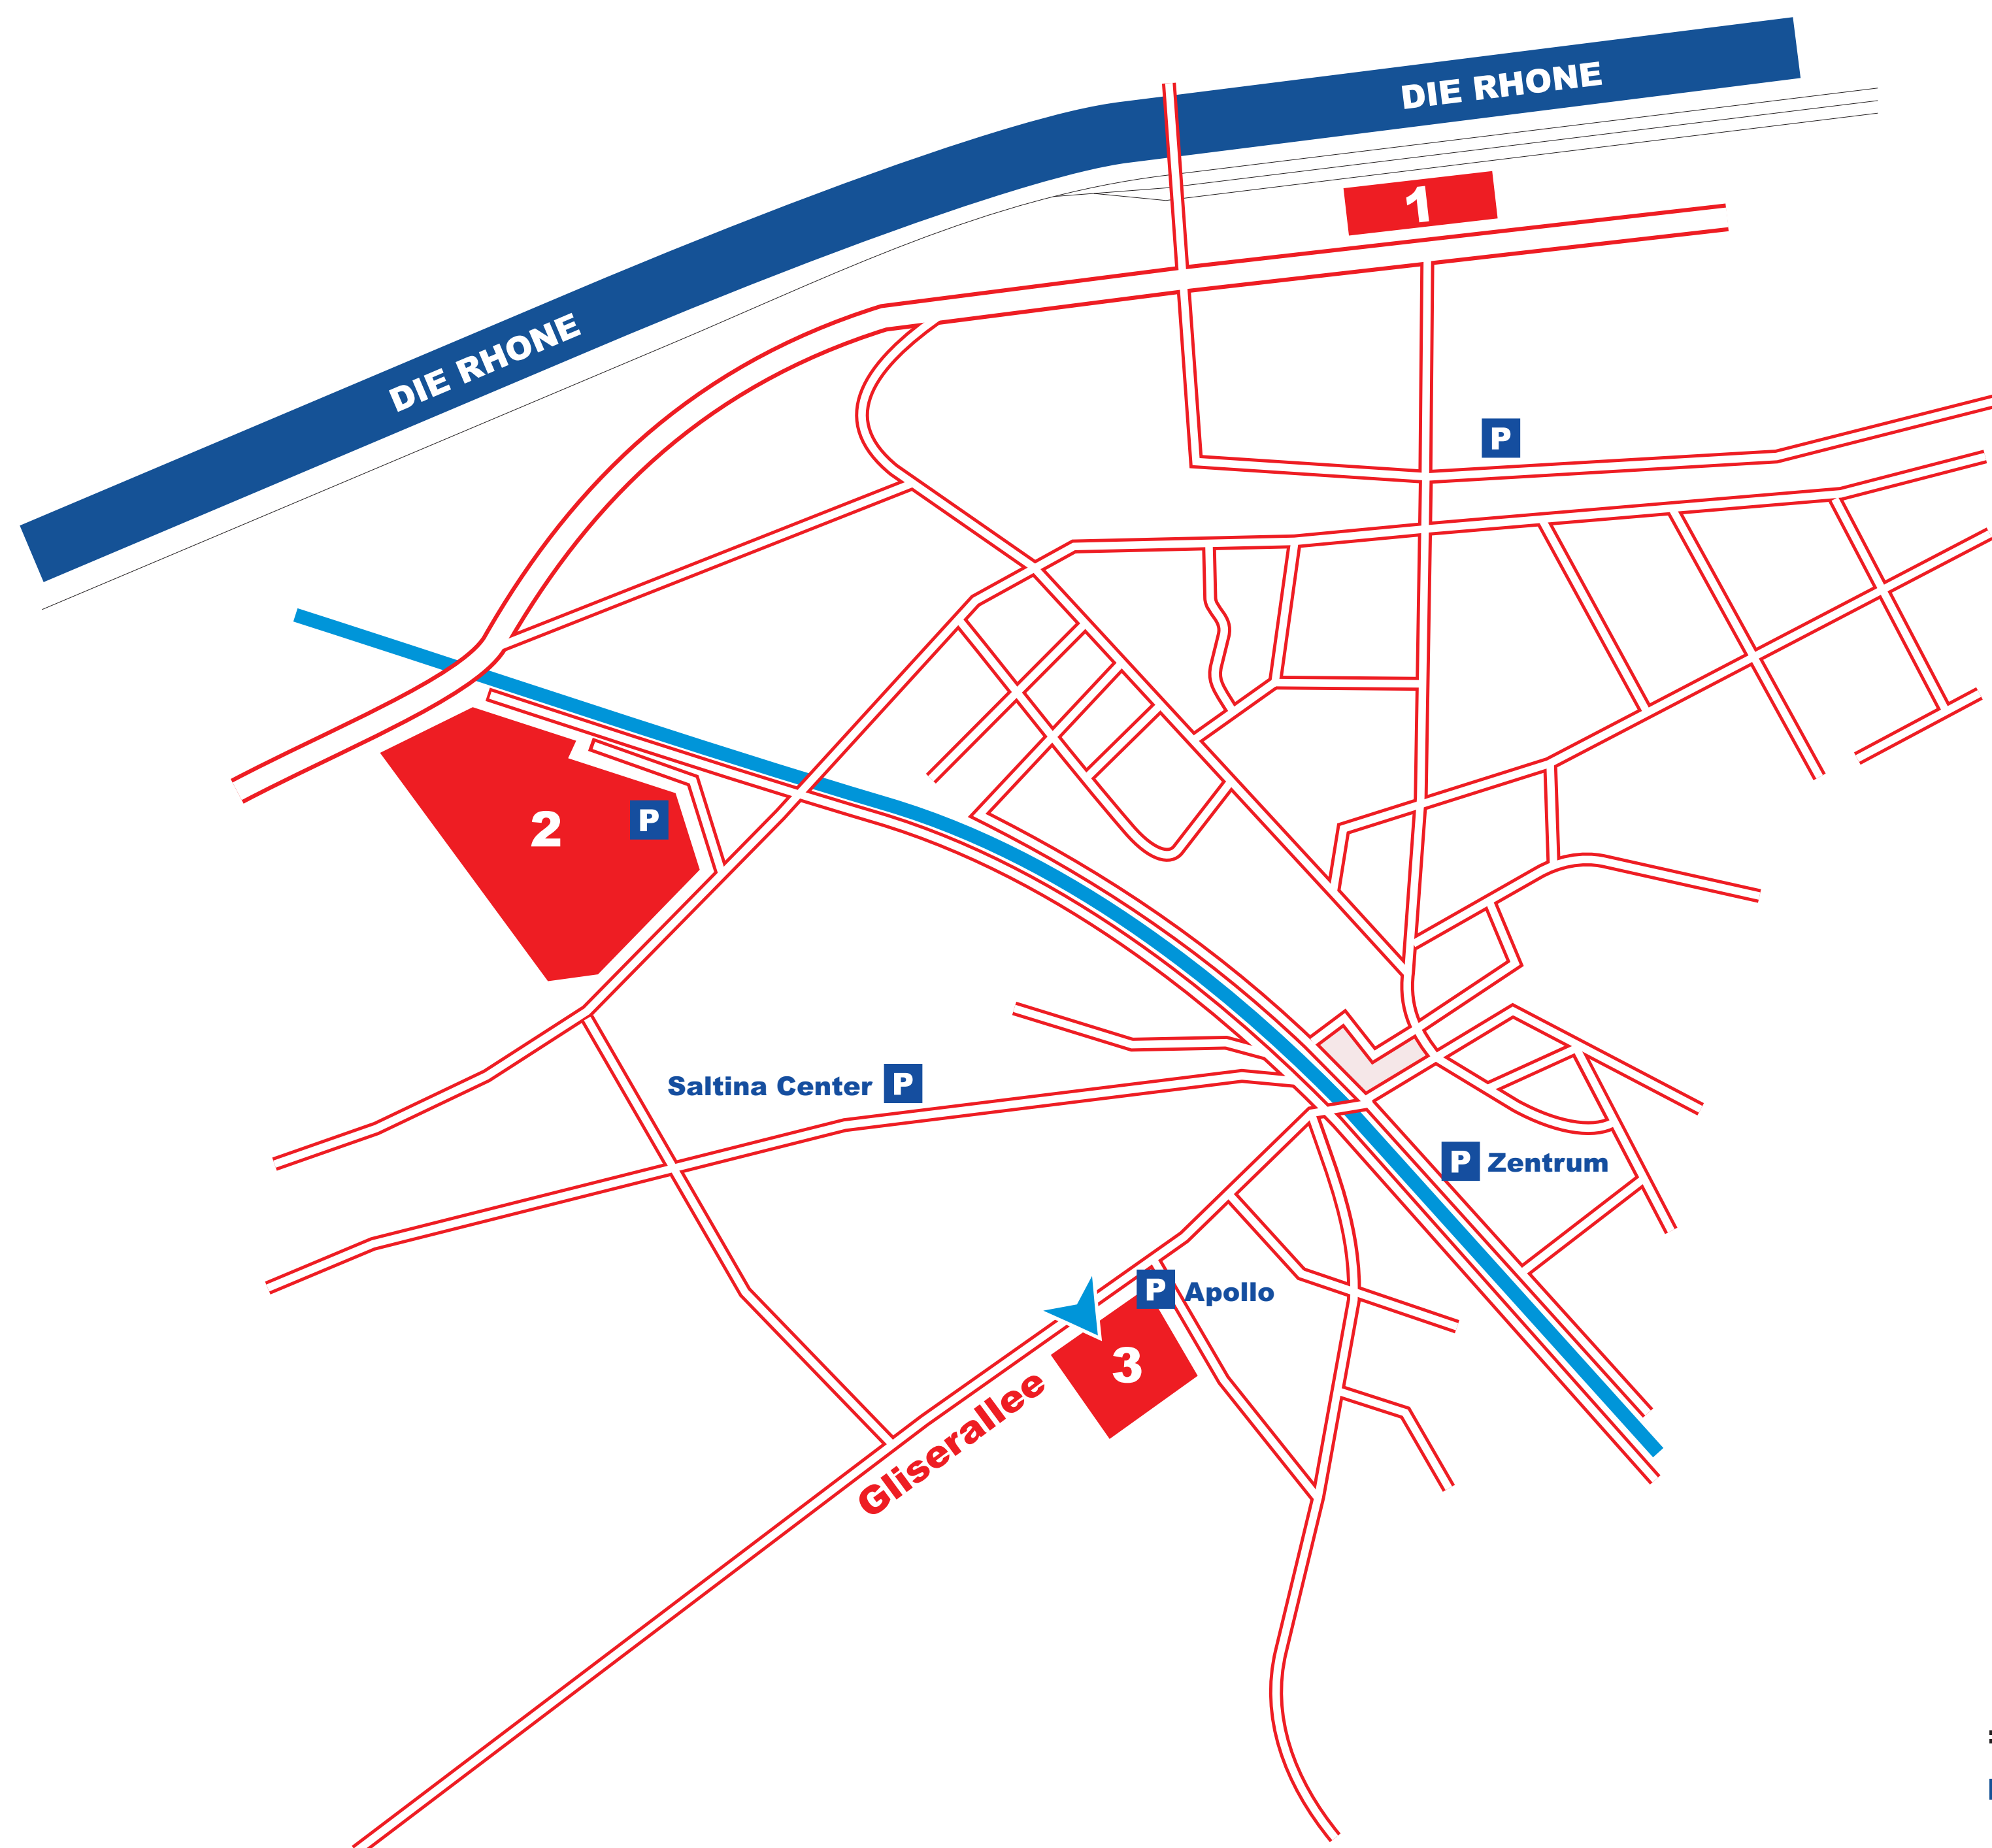 DIE RHONE
1
DIE RHONE
P
2
P
Saltina Center P
P Zentrum
P Apollo
3
Gliserallee